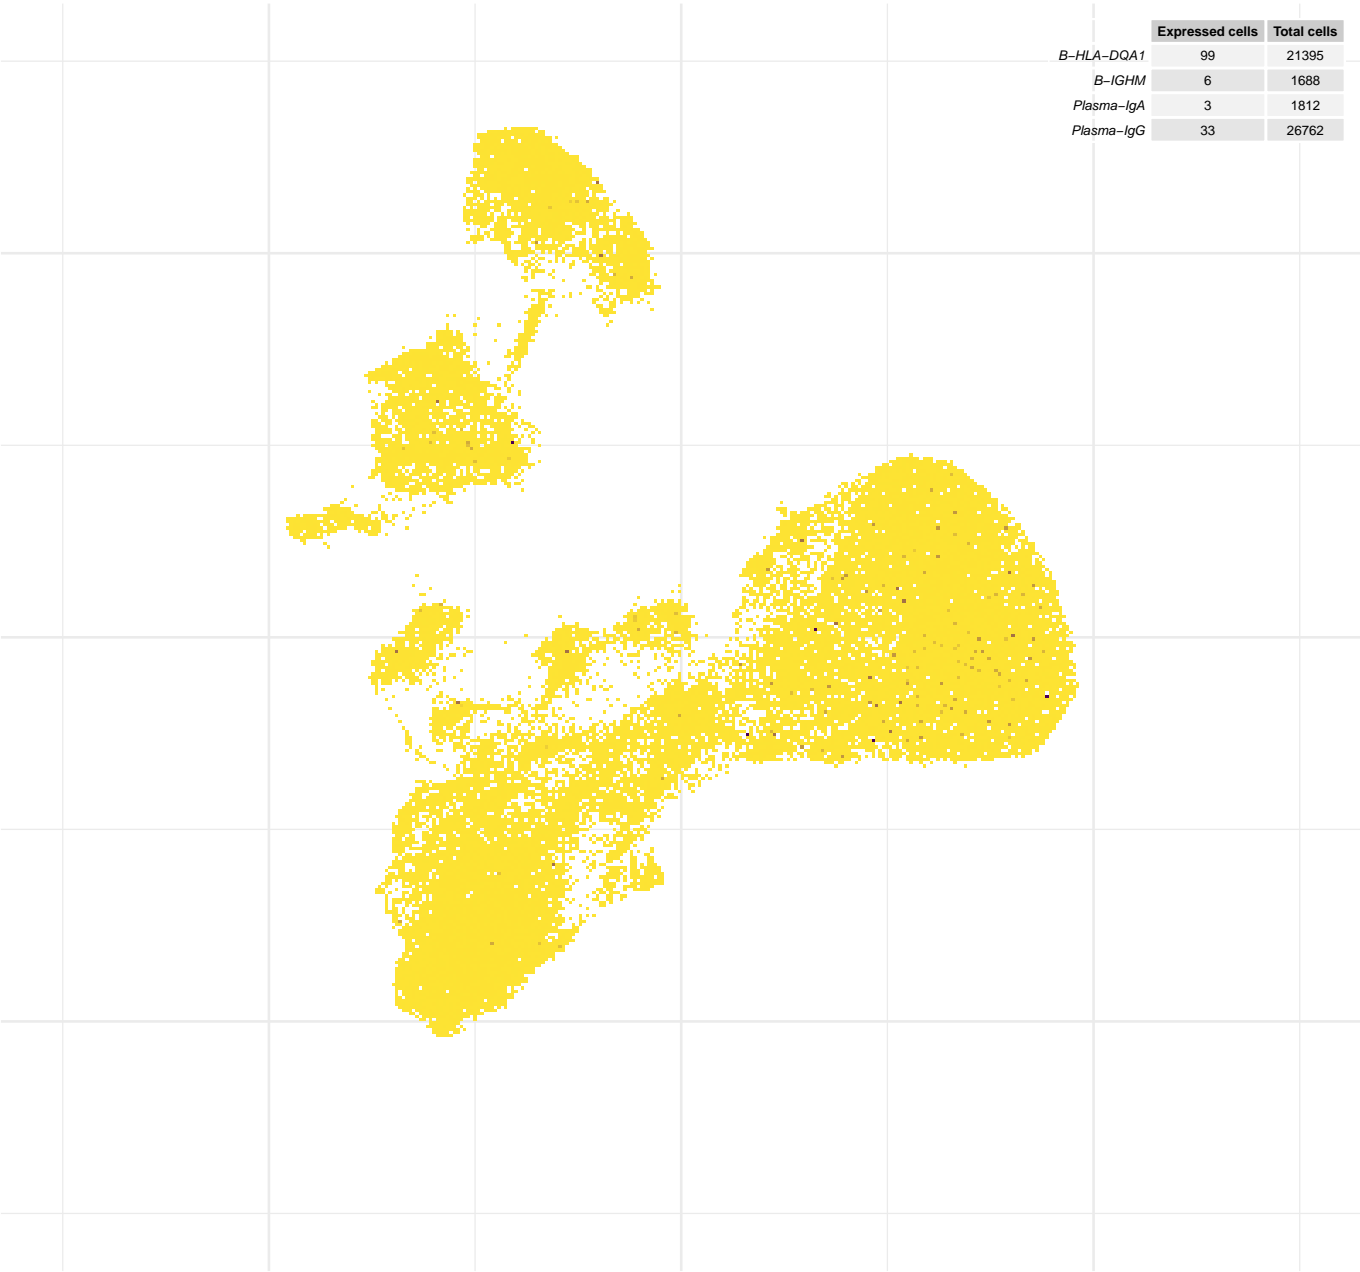 Expressed cells Total cells
B−HLA−DQA1 99 21395
B−IGHM 6 1688
Plasma−IgA 3 1812
Plasma−IgG 33 26762